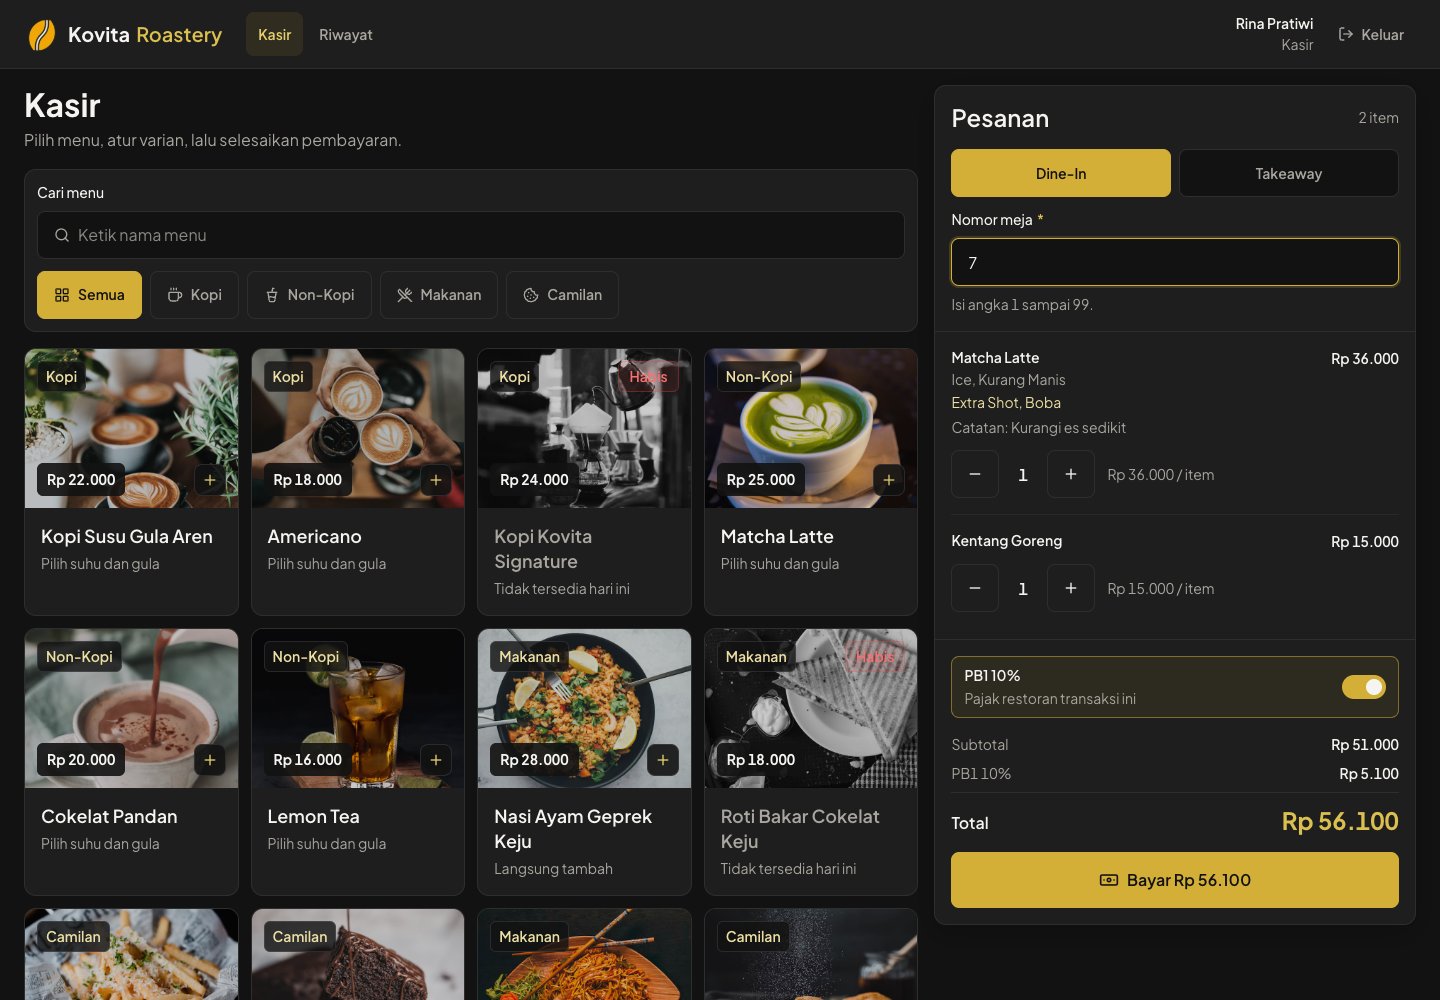 Kovita Roastery
Kasir
Riwayat
Rina Pratiwi
Kasir
Keluar
Kasir
Pilih menu, atur varian, lalu selesaikan pembayaran.
Cari menu
Ketik nama menu
Semua
Kopi
Non-Kopi
Makanan
Camilan
Kopi
Rp 22.000
Kopi Susu Gula Aren
Pilih suhu dan gula
Kopi
Rp 18.000
Americano
Pilih suhu dan gula
Kopi
Habis
Rp 24.000
Kopi Kovita
Signature
Tidak tersedia hari ini
Non-Kopi
Rp 25.000
Matcha Latte
Pilih suhu dan gula
Non-Kopi
Rp 20.000
Cokelat Pandan
Pilih suhu dan gula
Non-Kopi
Rp 16.000
Lemon Tea
Pilih suhu dan gula
Makanan
Rp 28.000
Nasi Ayam Geprek
Keju
Langsung tambah
Makanan
Habis
Rp 18.000
Roti Bakar Cokelat
Keju
Tidak tersedia hari ini
Camilan
Camilan
Makanan
Camilan
Pesanan
2 item
Dine-In
Takeaway
Nomor meja *
7
Isi angka 1 sampai 99.
Matcha Latte
Rp 36.000
Ice, Kurang Manis
Extra Shot, Boba
Catatan: Kurangi es sedikit
− 1 + Rp 36.000 / item
Kentang Goreng
Rp 15.000
− 1 + Rp 15.000 / item
PB1 10%
Pajak restoran transaksi ini
Subtotal
Rp 51.000
PB1 10%
Rp 5.100
Total
Rp 56.100
Bayar Rp 56.100